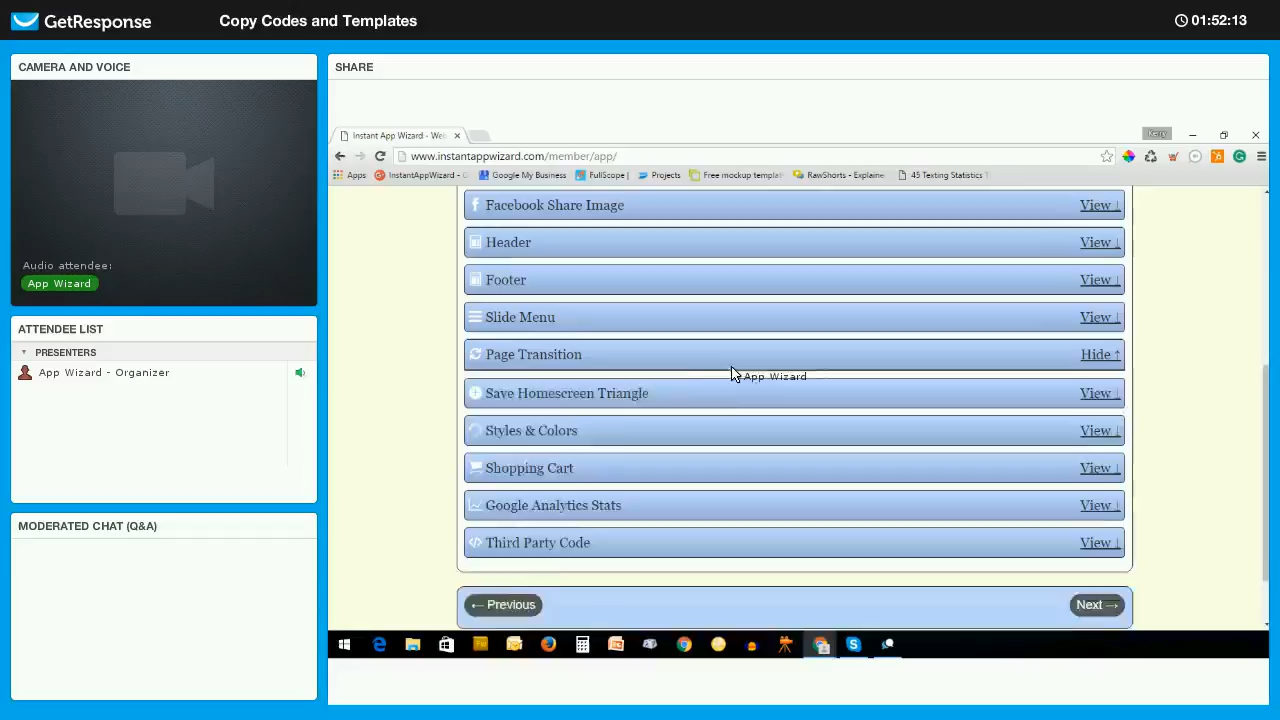 GetResponse
Copy Codes and Templates
01:52:13
CAMERA AND VOICE
Audio attendee:
App Wizard
ATTENDEE LIST
PRESENTERS
App Wizard - Organizer
MODERATED CHAT (Q&A)
SHARE
Instant App Wizard - Wel
Kerry
www.instantappwizard.com/member/app/
Apps
InstantAppWizard - G
Google My Business
FullScope |
Projects
Free mockup templat
RawShorts - Explaine
45 Texting Statistics T
Facebook Share Image View ↓
Header View ↓
Footer View ↓
Slide Menu View ↓
Page Transition Hide ↑
App Wizard
Save Homescreen Triangle View ↓
Styles & Colors View ↓
Shopping Cart View ↓
Google Analytics Stats View ↓
Third Party Code View ↓
← Previous
Next →